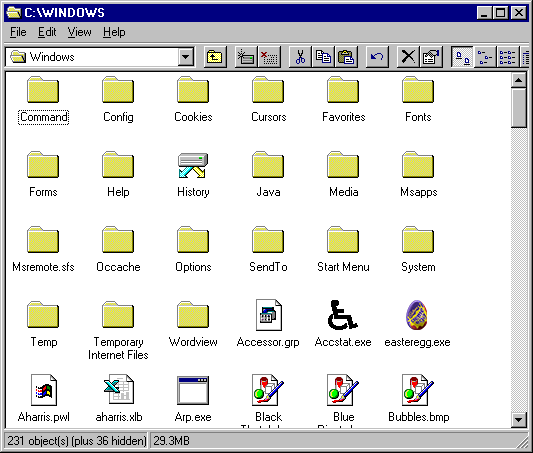 C:\WINDOWS
File Edit View Help
Windows
Command Config Cookies Cursors Favorites Fonts
Forms Help History Java Media Msapps
Msremote.sfs Occache Options SendTo Start Menu System
Temp Temporary Wordview Accessor.grp Accstat.exe easteregg.exe
Internet Files
Aharris.pwl aharris.xlb Arp.exe Black Blue Bubbles.bmp
231 object(s) (plus 36 hidden) 29.3MB